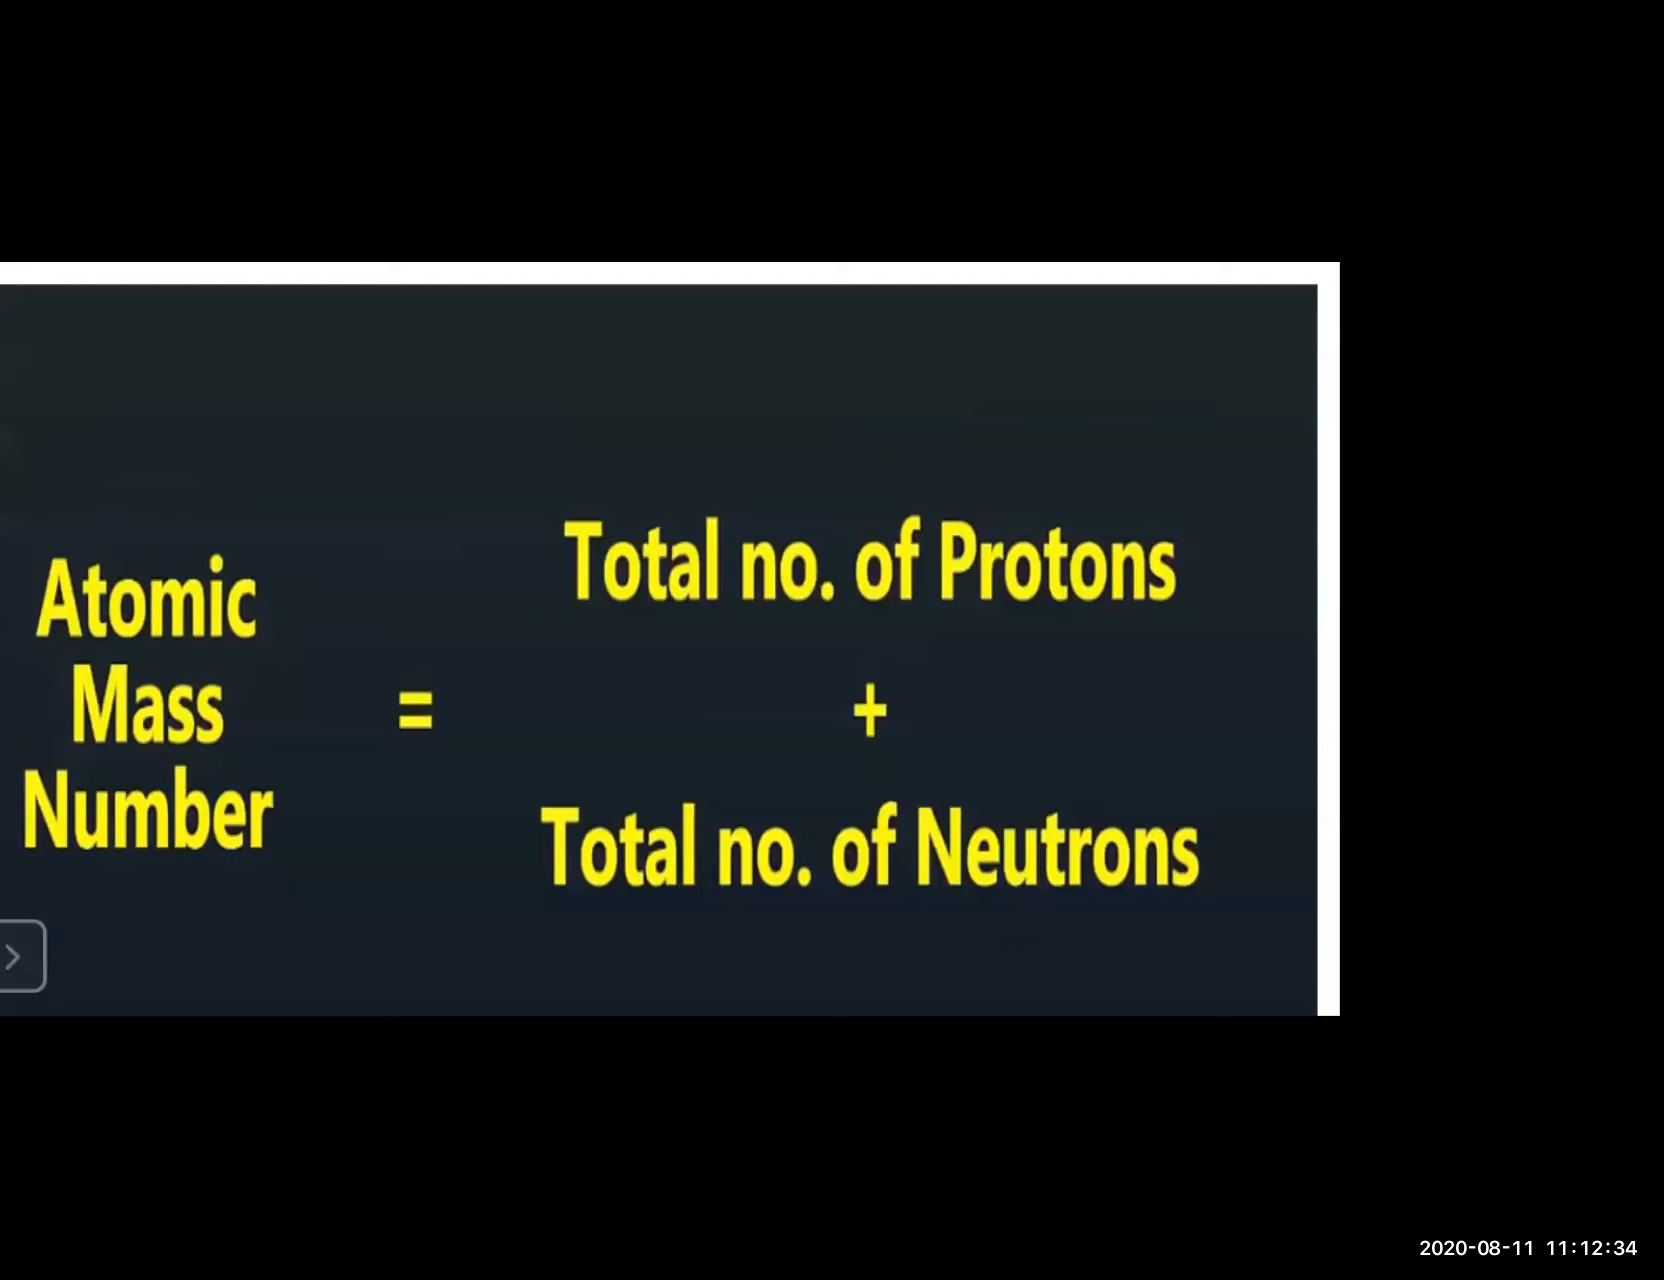 Atomic
Mass
Number
=
Total no. of Protons
+
Total no. of Neutrons
2020-08-11 11:12:34